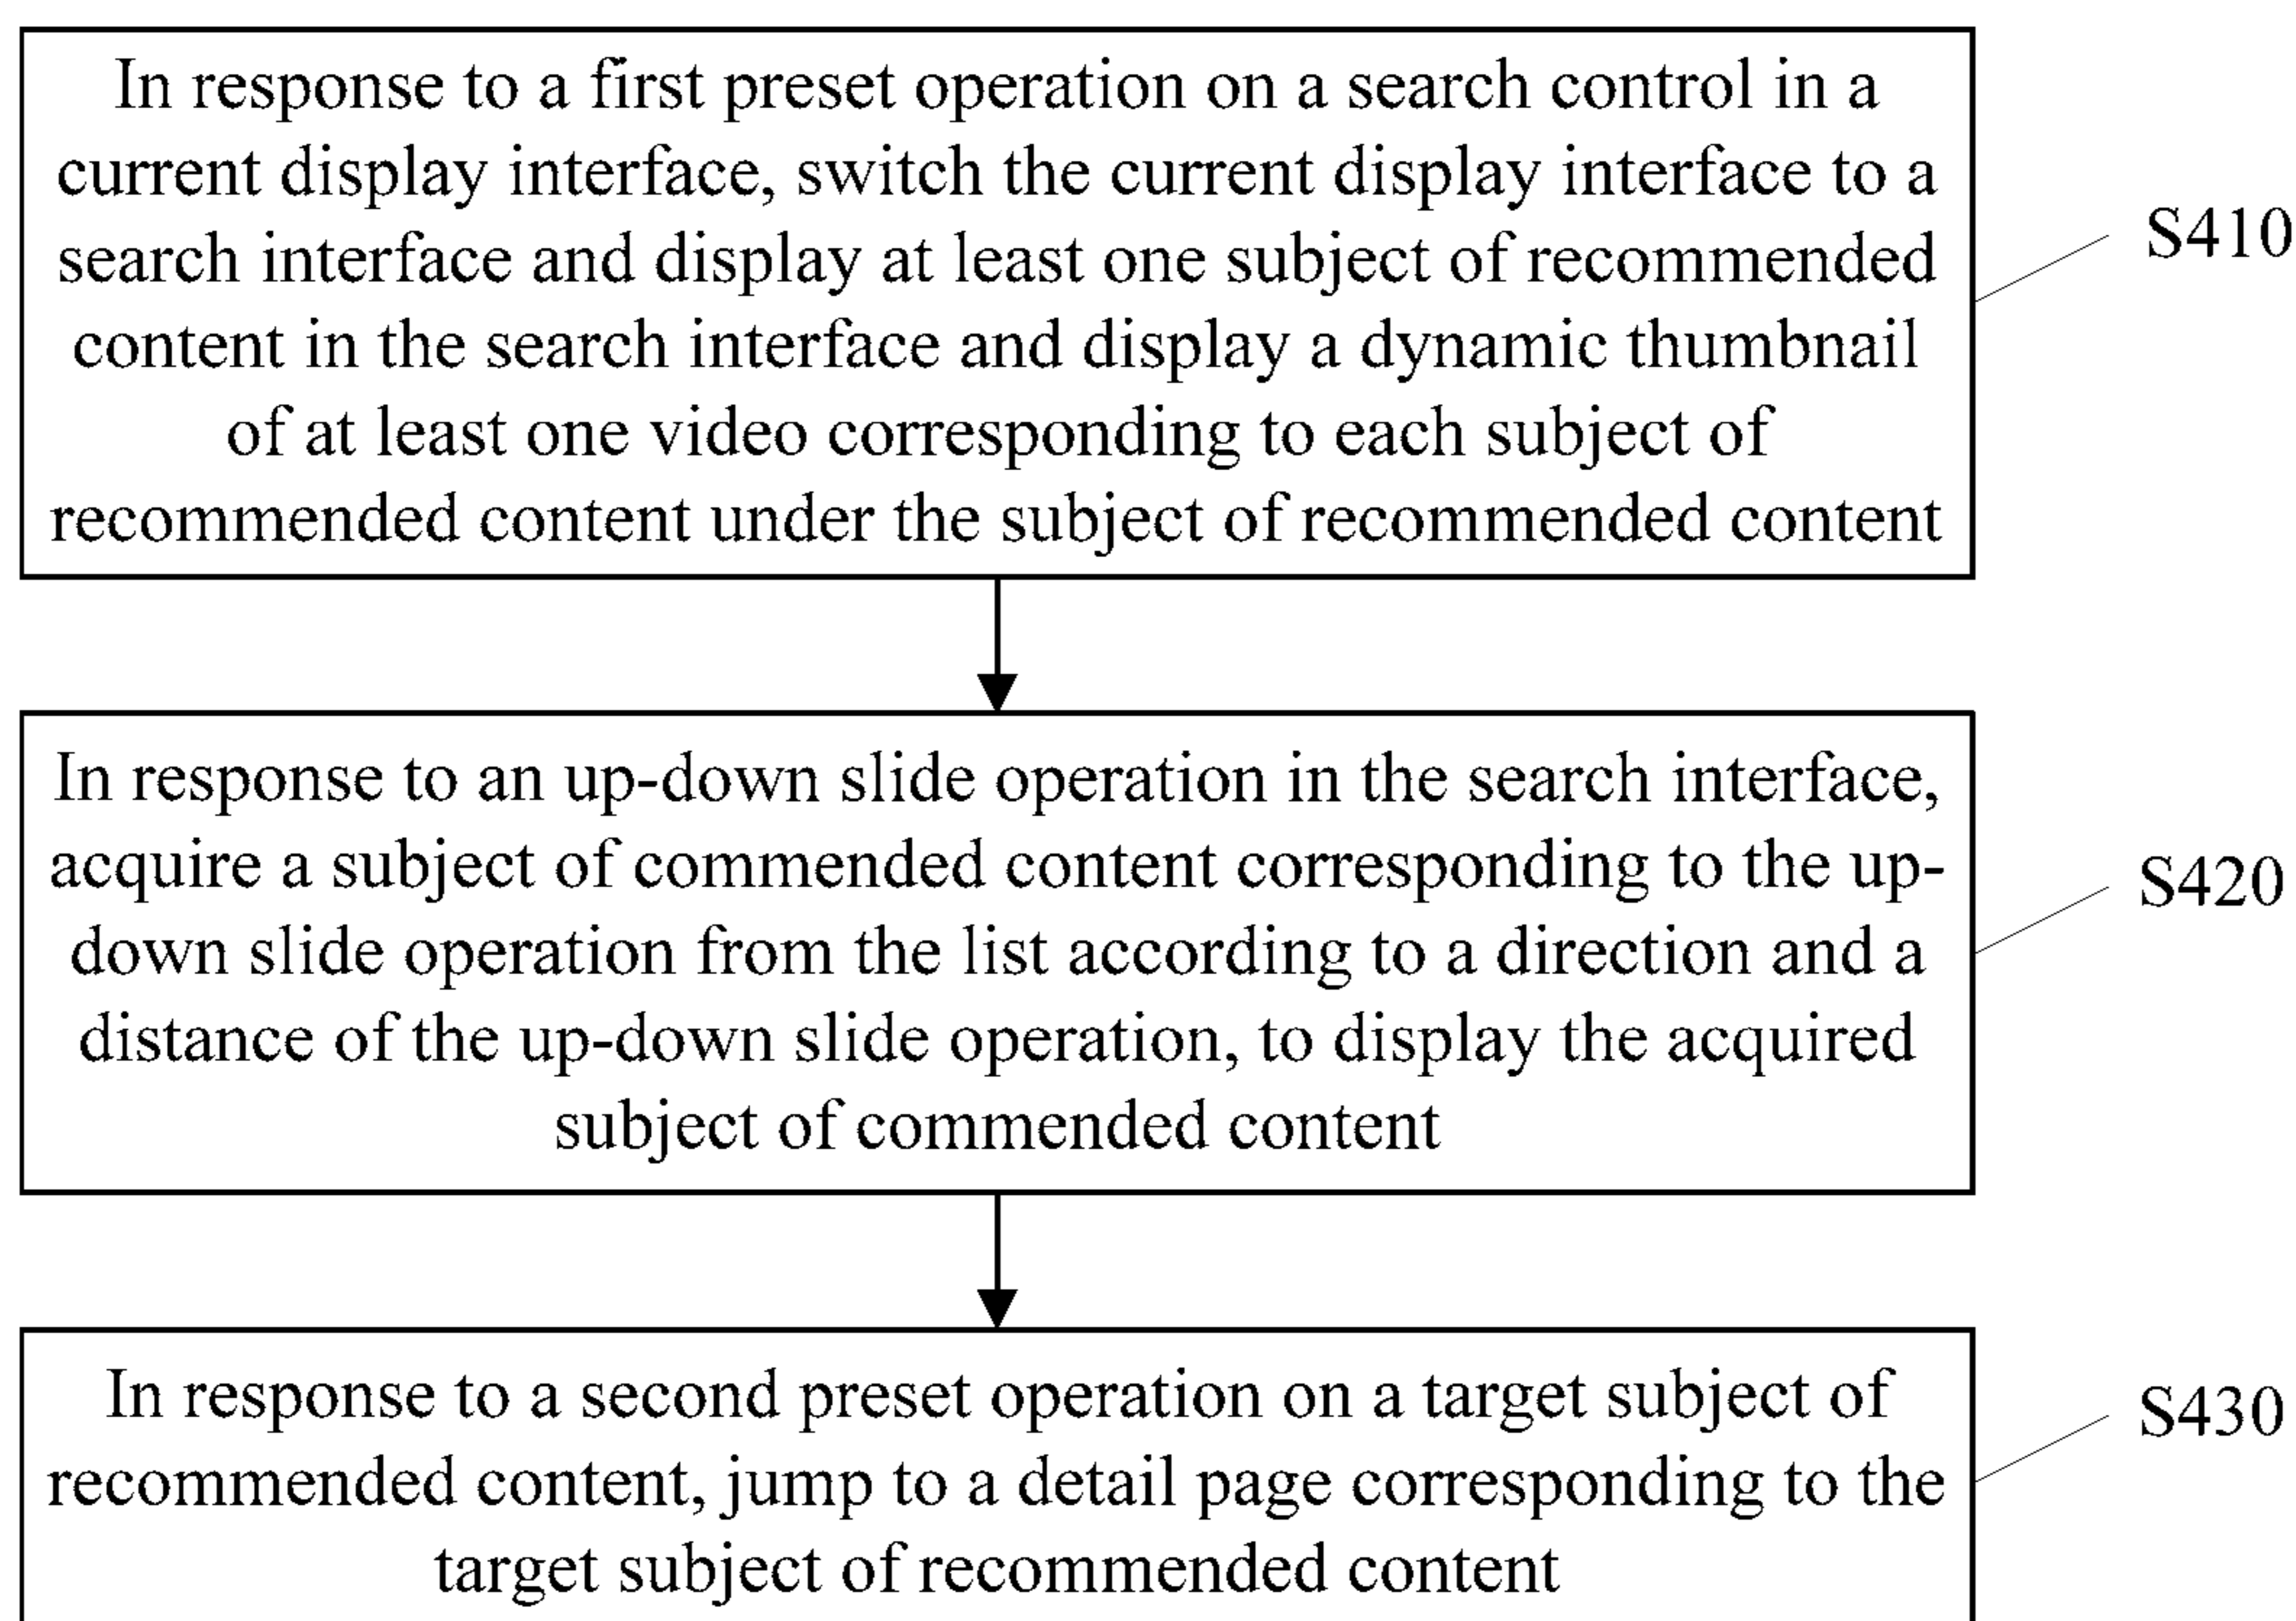 In response to a first preset operation on a search control in a
current display interface, switch the current display interface to a
search interface and display at least one subject of recommended
content in the search interface and display a dynamic thumbnail
of at least one video corresponding to each subject of
recommended content under the subject of recommended content
S410
In response to an up-down slide operation in the search interface,
acquire a subject of commended content corresponding to the up-
down slide operation from the list according to a direction and a
distance of the up-down slide operation, to display the acquired
subject of commended content
S420
In response to a second preset operation on a target subject of
recommended content, jump to a detail page corresponding to the
target subject of recommended content
S430